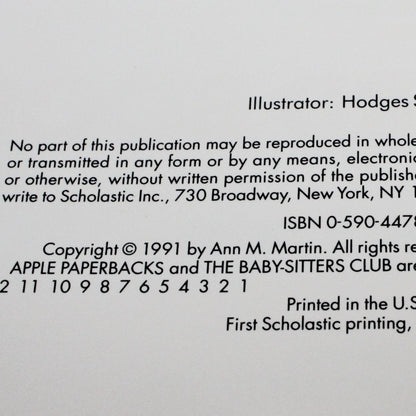 Illustrator: Hodges S
No part of this publication may be reproduced in whole
or transmitted in any form or by any means, electronic
or otherwise, without written permission of the publishe
write to Scholastic Inc., 730 Broadway, New York, NY 1
ISBN 0-590-4478
Copyright © 1991 by Ann M. Martin. All rights re
APPLE PAPERBACKS and THE BABY-SITTERS CLUB are
2 11 10 9 8 7 6 5 4 3 2 1
Printed in the U.S
First Scholastic printing,